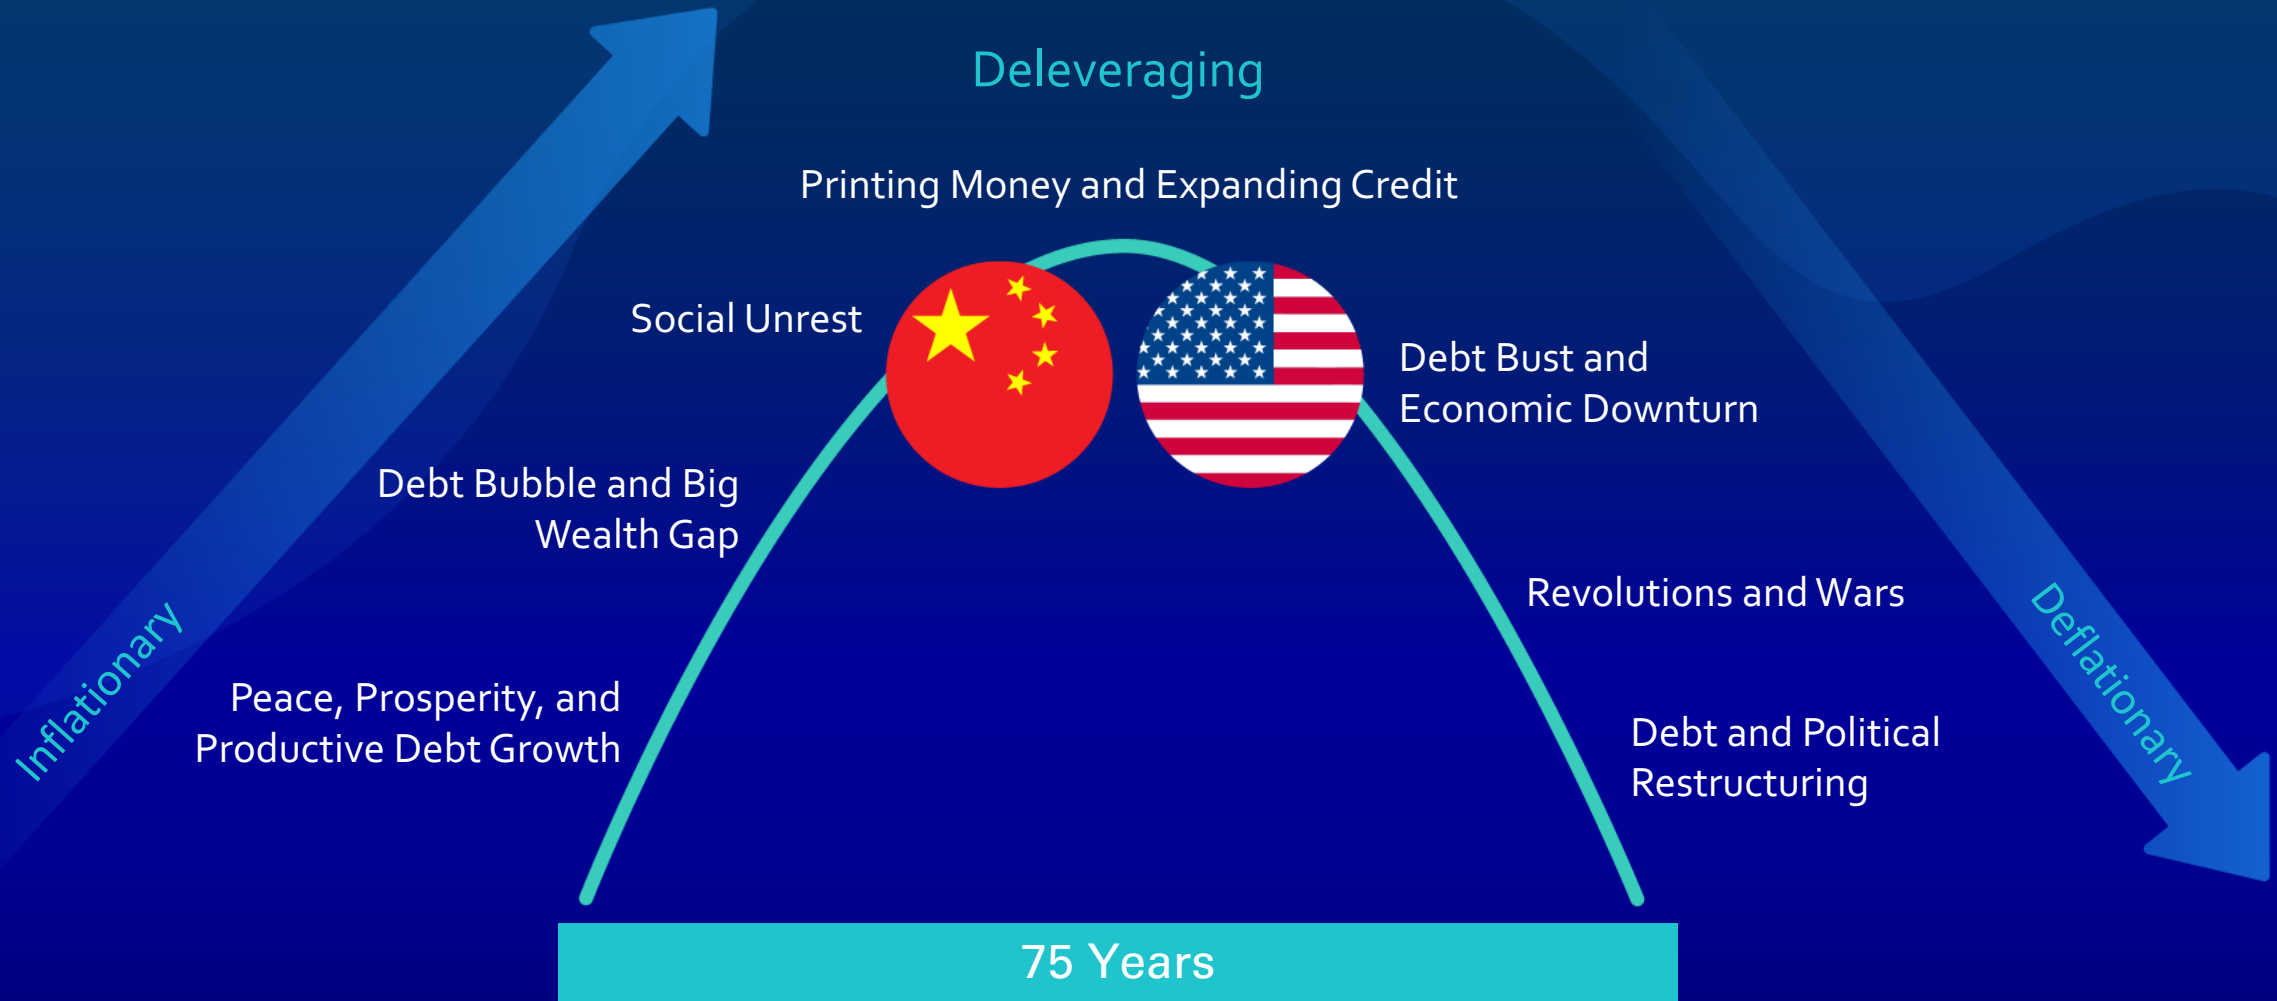 Deleveraging
Printing Money and Expanding Credit
Social Unrest
Debt Bust and
Economic Downturn
Debt Bubble and Big
Wealth Gap
Revolutions and Wars
Inflationary
Deflationary
Peace, Prosperity, and
Productive Debt Growth
Debt and Political
Restructuring
75 Years